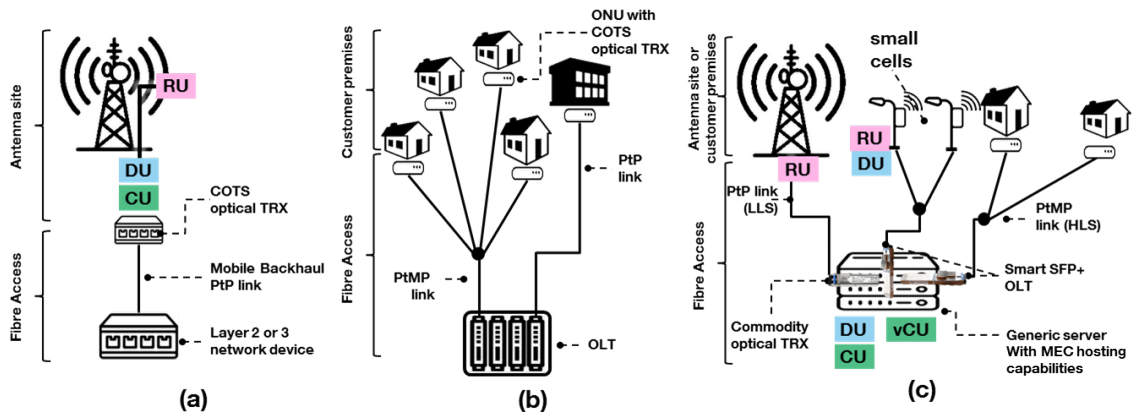 (a)
Antenna site
Fibre Access
RU
DU
CU
COTS
optical TRX
Mobile Backhaul
PtP link
Layer 2 or 3
network device
(b)
Customer premises
Fibre Access
ONU with
COTS
optical TRX
PtP
link
PtMP
link
OLT
(b)
(c)
Antenna site or
customer premises
Fibre Access
small
cells
RU
DU
RU
PtP link
(LLS)
PtMP
link (HLS)
Smart SFP+
OLT
Commodity
optical TRX
DU
CU
vCU
Generic server
With MEC hosting
capabilities
(a)
(c)